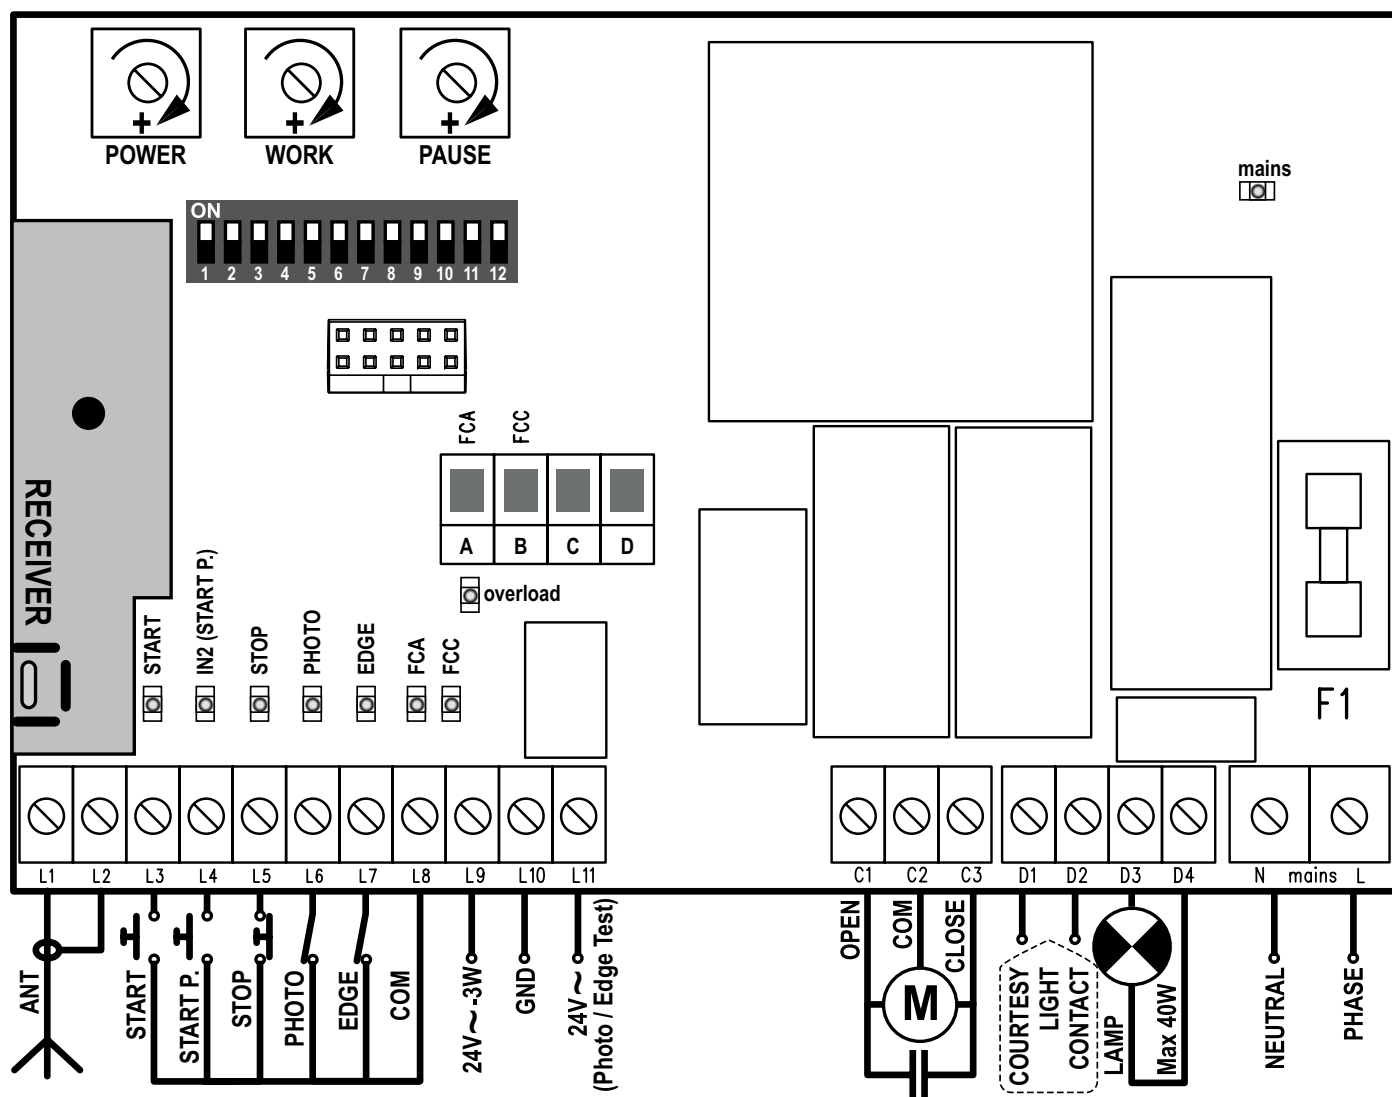 POWER WORK PAUSE
mains
ON
1 2 3 4 5 6 7 8 9 10 11 12
FCA FCC
A B C D
overload
RECEIVER
START
IN2 (START P.)
STOP
PHOTO
EDGE
FCA
FCC
F1
L1 L2 L3 L4 L5 L6 L7 L8 L9 L10 L11
C1 C2 C3 D1 D2 D3 D4 N mains L
ANT
START
START P.
STOP
PHOTO
EDGE
COM
24V~-3W
GND
24V~
(Photo / Edge Test)
OPEN
COM
CLOSE
M
COURTESY
LIGHT
CONTACT
LAMP
Max 40W
NEUTRAL
PHASE